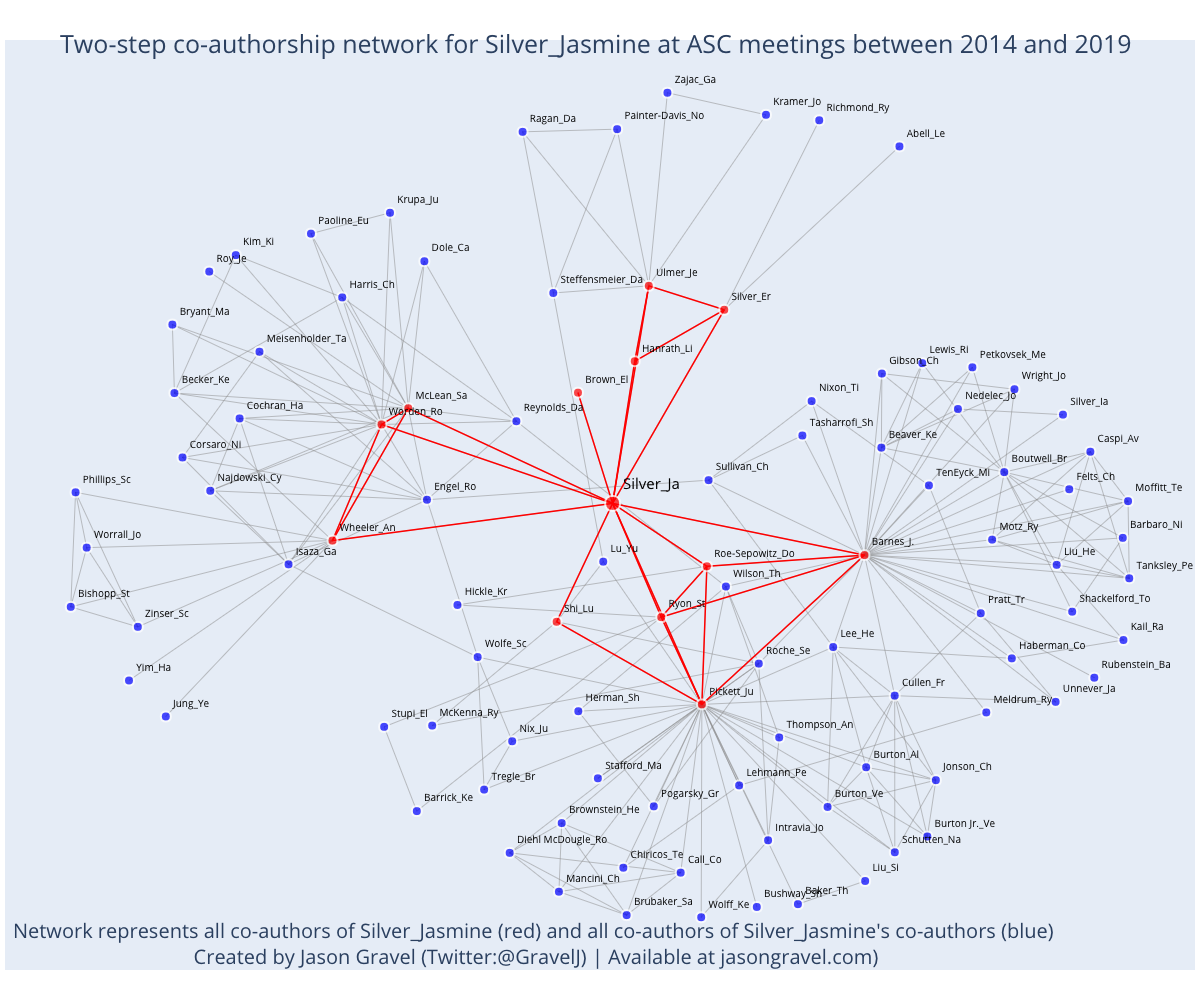 Two-step co-authorship network for Silver_Jasmine at ASC meetings between 2014 and 2019
Zajac_Ga
Kramer_Jo
Richmond_Ry
Ragan_Da
Painter-Davis_No
Abell_Le
Krupa_Ju
Paoline_Eu
Kim_Ki
Dole_Ca
Roy_Je
Ulmer_Je
Steffensmeier_Da
Harris_Ch
Silver_Er
Bryant_Ma
Meisenholder_Ta
Hanrath_Li
Lewis_Ri
Petkovsek_Me
Gibson_Ch
Becker_Ke
Brown_El
Wright_Jo
Nixon_Ti
McLean_Sa
Nedelec_Jo
Cochran_Ha
Worden_Ro
Reynolds_Da
Silver_Ia
Tasharrofi_Sh
Beaver_Ke
Caspi_Av
Corsaro_Ni
Boutwell_Br
Sullivan_Ch
TenEyck_Mi
Felts_Ch
Phillips_Sc
Najdowski_Cy
Engel_Ro
Silver_Ja
Moffitt_Te
Worrall_Jo
Wheeler_An
Motz_Ry
Barbaro_Ni
Isaza_Ga
Lu_Yu
Roe-Sepowitz_Do
Barnes_J.
Liu_He
Tanksley_Pe
Wilson_Th
Bishopp_St
Hickle_Kr
Shi_Lu
Ryon_St
Pratt_Tr
Shackelford_To
Zinser_Sc
Kail_Ra
Wolfe_Sc
Roche_Se
Lee_He
Haberman_Co
Yim_Ha
Rubenstein_Ba
Jung_Ye
Herman_Sh
Pickett_Ju
Cullen_Fr
Meldrum_Ry
Unnever_Ja
Stupi_El
McKenna_Ry
Nix_Ju
Thompson_An
Tregle_Br
Stafford_Ma
Lehmann_Pe
Burton_Al
Jonson_Ch
Barrick_Ke
Brownstein_He
Pogarsky_Gr
Burton_Ve
Diehl McDougle_Ro
Intravia_Jo
Burton Jr._Ve
Schutten_Na
Chiricos_Te
Call_Co
Liu_Si
Mancini_Ch
Brubaker_Sa
Wolff_Ke
Bushway_Sh
Baker_Th
Network represents all co-authors of Silver_Jasmine (red) and all co-authors of Silver_Jasmine's co-authors (blue)
Created by Jason Gravel (Twitter:@GravelJ) | Available at jasongravel.com)